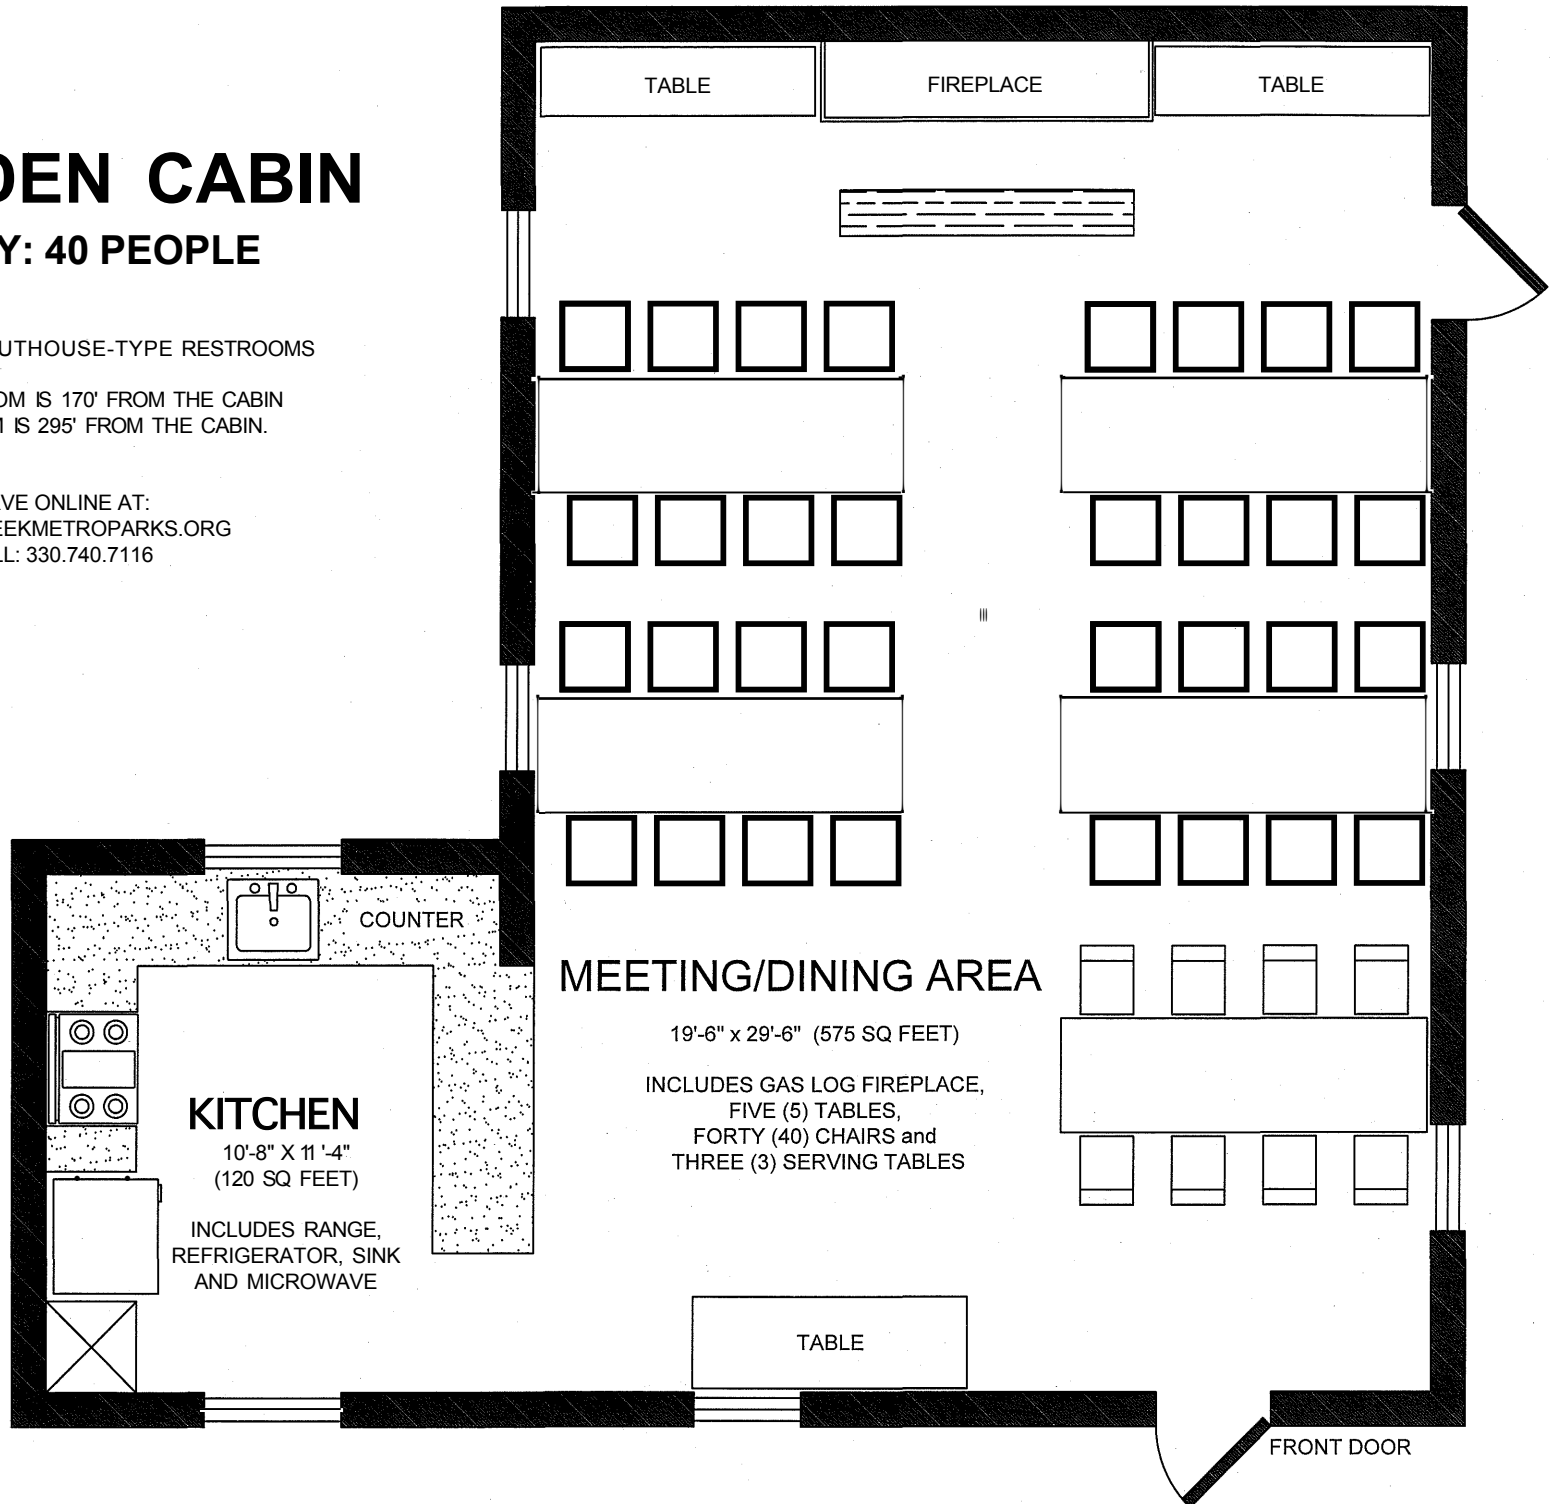 DEN CABIN
Y: 40 PEOPLE
UTHOUSE-TYPE RESTROOMS
OM IS 170' FROM THE CABIN
M IS 295' FROM THE CABIN.
VE ONLINE AT:
EEKMETROPARKS.ORG
LL: 330.740.7116
TABLE
FIREPLACE
TABLE
COUNTER
KITCHEN
10'-8" X 11 '-4"
(120 SQ FEET)
INCLUDES RANGE,
REFRIGERATOR, SINK
AND MICROWAVE
MEETING/DINING AREA
19'-6" x 29'-6" (575 SQ FEET)
INCLUDES GAS LOG FIREPLACE,
FIVE (5) TABLES,
FORTY (40) CHAIRS and
THREE (3) SERVING TABLES
TABLE
FRONT DOOR